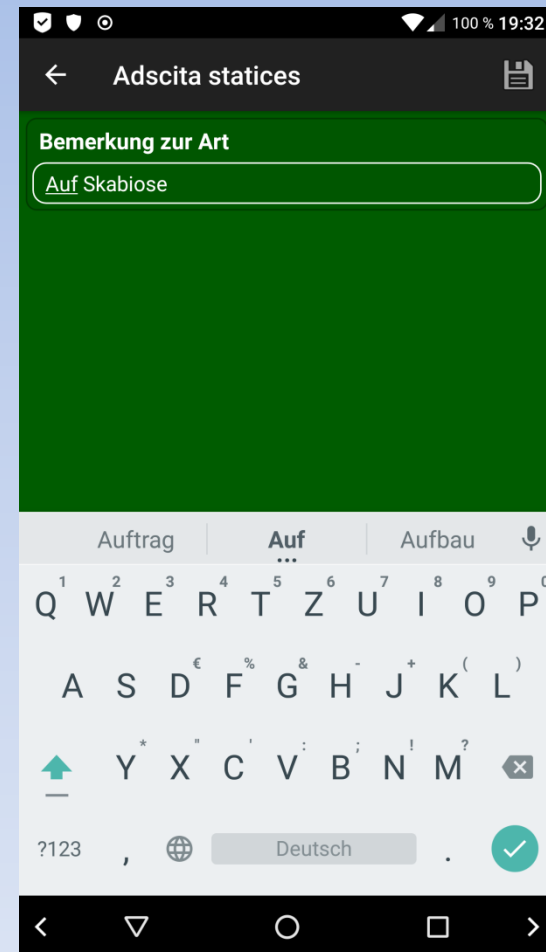 100 % 19:32
Adscita statices
Bemerkung zur Art
Auf Skabiose
Auftrag Auf Aufbau
1 2 3 4 5 6 7 8 9 0
Q W E R T Z U I O P
€ % & - + ( )
A S D F G H J K L
* " ' : ; ! ?
Y X C V B N M
?123 , Deutsch .